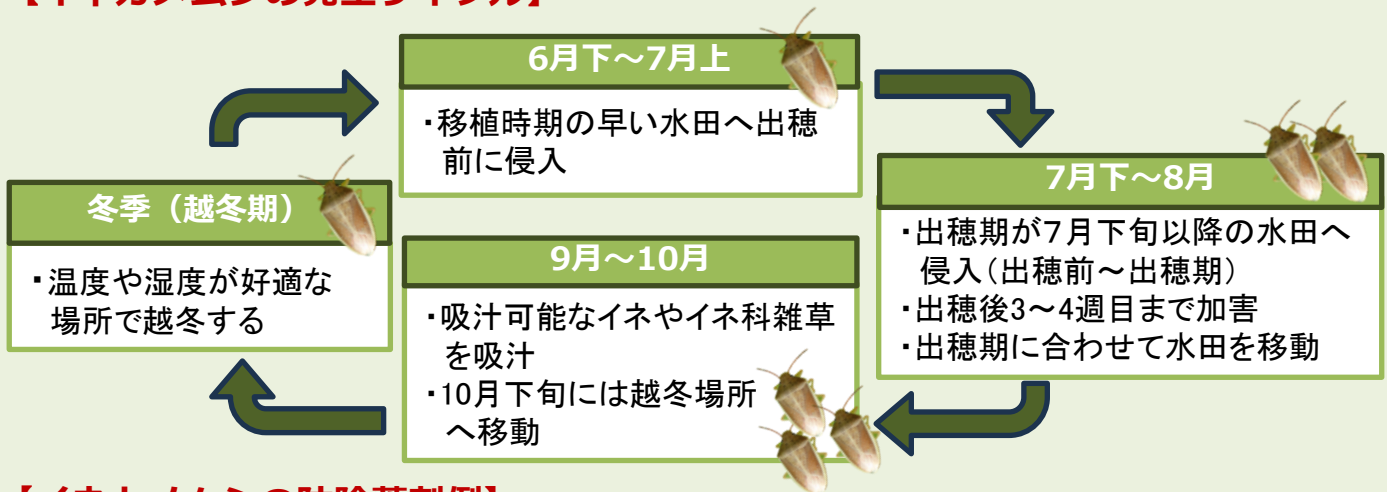 6月下～7月上
・移植時期の早い水田へ出穂
前に侵入
7月下～8月
・出穂期が7月下旬以降の水田へ
侵入(出穂前～出穂期)
・出穂後3～4週目まで加害
・出穂期に合わせて水田を移動
9月～10月
・吸汁可能なイネやイネ科雑草
を吸汁
・10月下旬には越冬場所
へ移動
冬季（越冬期）
・温度や湿度が好適な
場所で越冬する